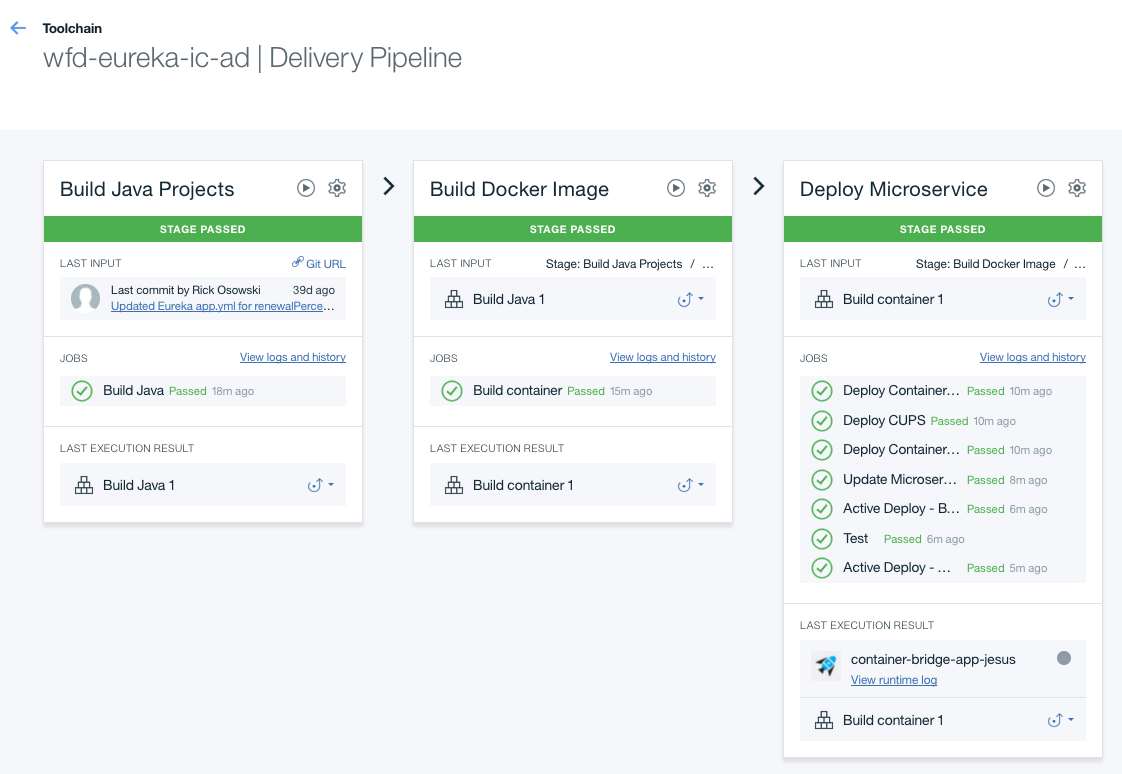 Toolchain
wfd-eureka-ic-ad | Delivery Pipeline
Build Java Projects
STAGE PASSED
LAST INPUT Git URL
Last commit by Rick Osowski 39d ago
Updated Eureka app.yml for renewalPerce…
JOBS View logs and history
Build Java Passed 18m ago
LAST EXECUTION RESULT
Build Java 1
Build Docker Image
STAGE PASSED
LAST INPUT Stage: Build Java Projects / …
Build Java 1
JOBS View logs and history
Build container Passed 15m ago
LAST EXECUTION RESULT
Build container 1
Deploy Microservice
STAGE PASSED
LAST INPUT Stage: Build Docker Image / …
Build container 1
JOBS View logs and history
Deploy Container… Passed 10m ago
Deploy CUPS Passed 10m ago
Deploy Container… Passed 10m ago
Update Microser… Passed 8m ago
Active Deploy - B… Passed 6m ago
Test Passed 6m ago
Active Deploy - … Passed 5m ago
LAST EXECUTION RESULT
container-bridge-app-jesus
View runtime log
Build container 1